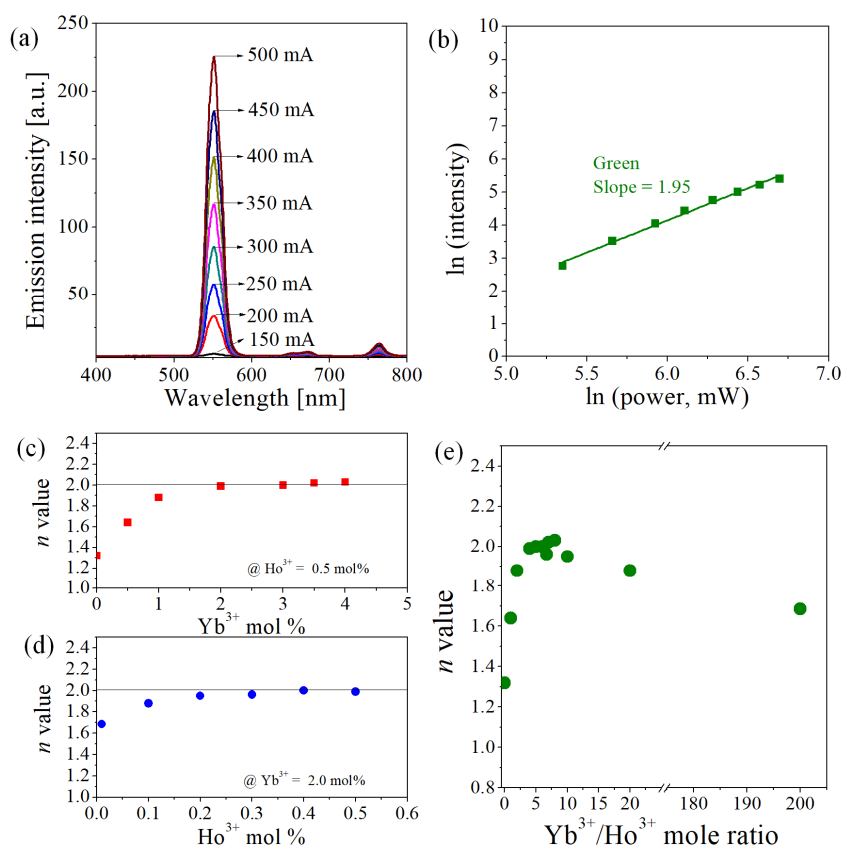 (a)
250
200
150
100
50
Emission intensity [a.u.]
500 mA
450 mA
400 mA
350 mA
300 mA
250 mA
200 mA
150 mA
400 500 600 700 800
Wavelength [nm]
(b)
10
9
8
7
6
5
4
3
2
1
0
ln (intensity)
Green
Slope = 1.95
5.0 5.5 6.0 6.5 7.0
ln (power, mW)
(c)
2.4
2.2
2.0
1.8
1.6
1.4
1.2
1.0
n value
@ Ho³⁺ = 0.5 mol%
0 1 2 3 4 5
Yb³⁺ mol %
(d)
2.4
2.2
2.0
1.8
1.6
1.4
1.2
1.0
n value
@ Yb³⁺ = 2.0 mol%
0.0 0.1 0.2 0.3 0.4 0.5 0.6
Ho³⁺ mol %
(e)
2.4
2.2
2.0
1.8
1.6
1.4
1.2
1.0
0.8
n value
0 5 10 15 20 180 190 200
Yb³⁺/Ho³⁺ mole ratio